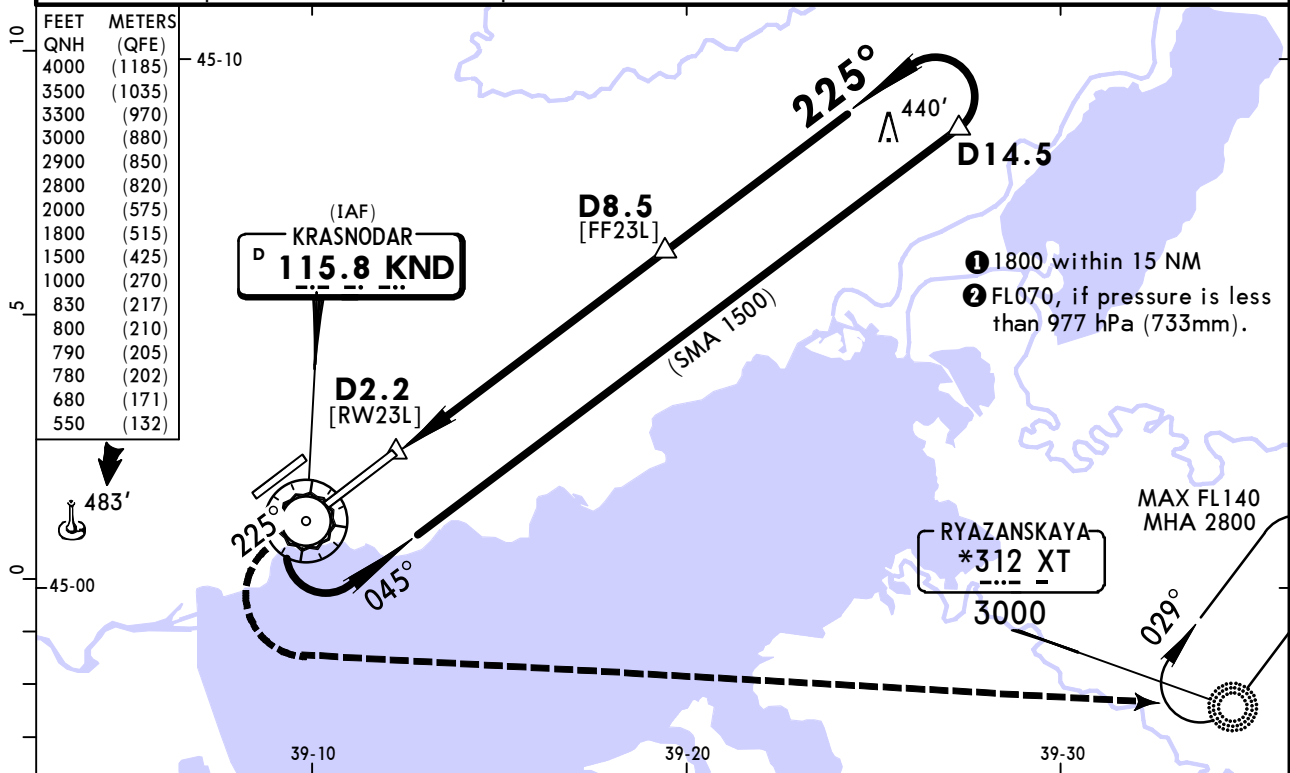 FEET METERS
QNH (QFE)
4000 (1185)
3500 (1035)
3300 (970)
3000 (880)
2900 (850)
2800 (820)
2000 (575)
1800 (515)
1500 (425)
1000 (270)
830 (217)
800 (210)
790 (205)
780 (202)
680 (171)
550 (132)
10
5
0
45-10
225°
440'
D14.5
D8.5
[FF23L]
(IAF)
KRASNODAR
D 115.8 KND
❶ 1800 within 15 NM
❷ FL070, if pressure is less
than 977 hPa (733mm).
(SMA 1500)
D2.2
[RW23L]
483'
225°
045°
45-00
MAX FL140
MHA 2800
RYAZANSKAYA
*312 XT
3000
029°
39-10
39-20
39-30